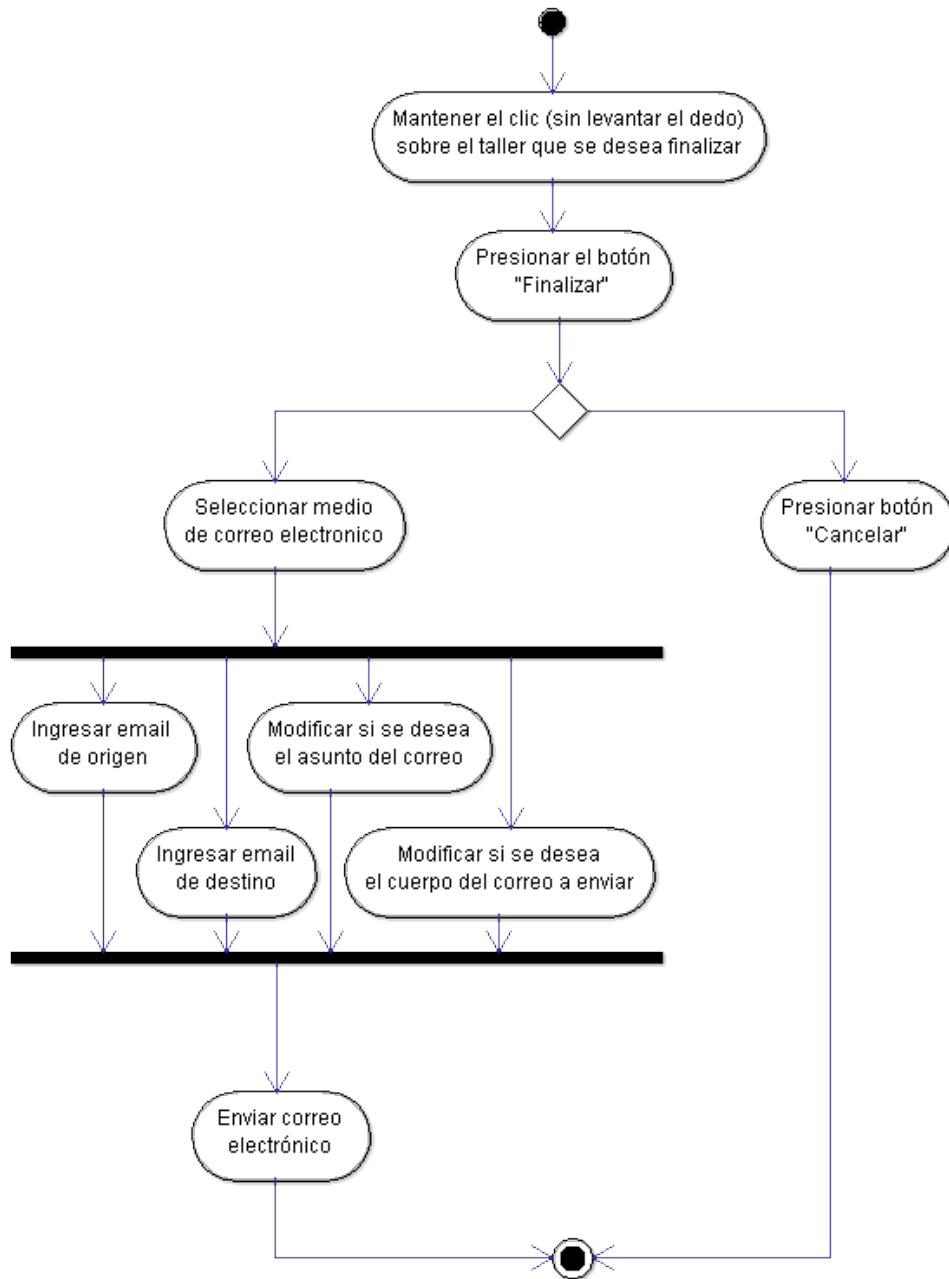 Mantener el clic (sin levantar el dedo)
sobre el taller que se desea finalizar
Presionar el botón
"Finalizar"
Seleccionar medio
de correo electronico
Presionar botón
"Cancelar"
Ingresar email
de origen
Modificar si se desea
el asunto del correo
Ingresar email
de destino
Modificar si se desea
el cuerpo del correo a enviar
Enviar correo
electrónico